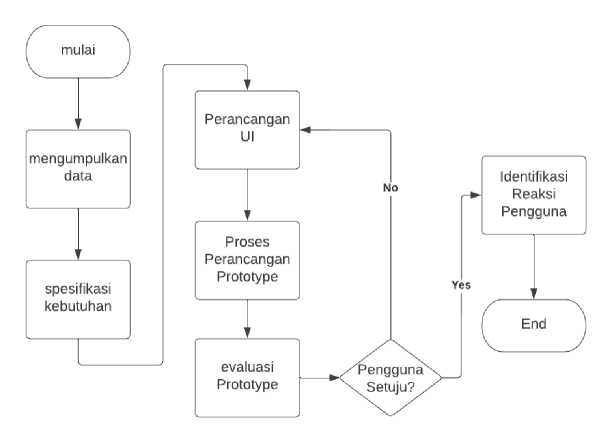 mulai
mengumpulkan
data
spesifikasi
kebutuhan
Perancangan
UI
Proses
Perancangan
Prototype
evaluasi
Prototype
Pengguna
Setuju?
No
Yes
Identifikasi
Reaksi
Pengguna
End